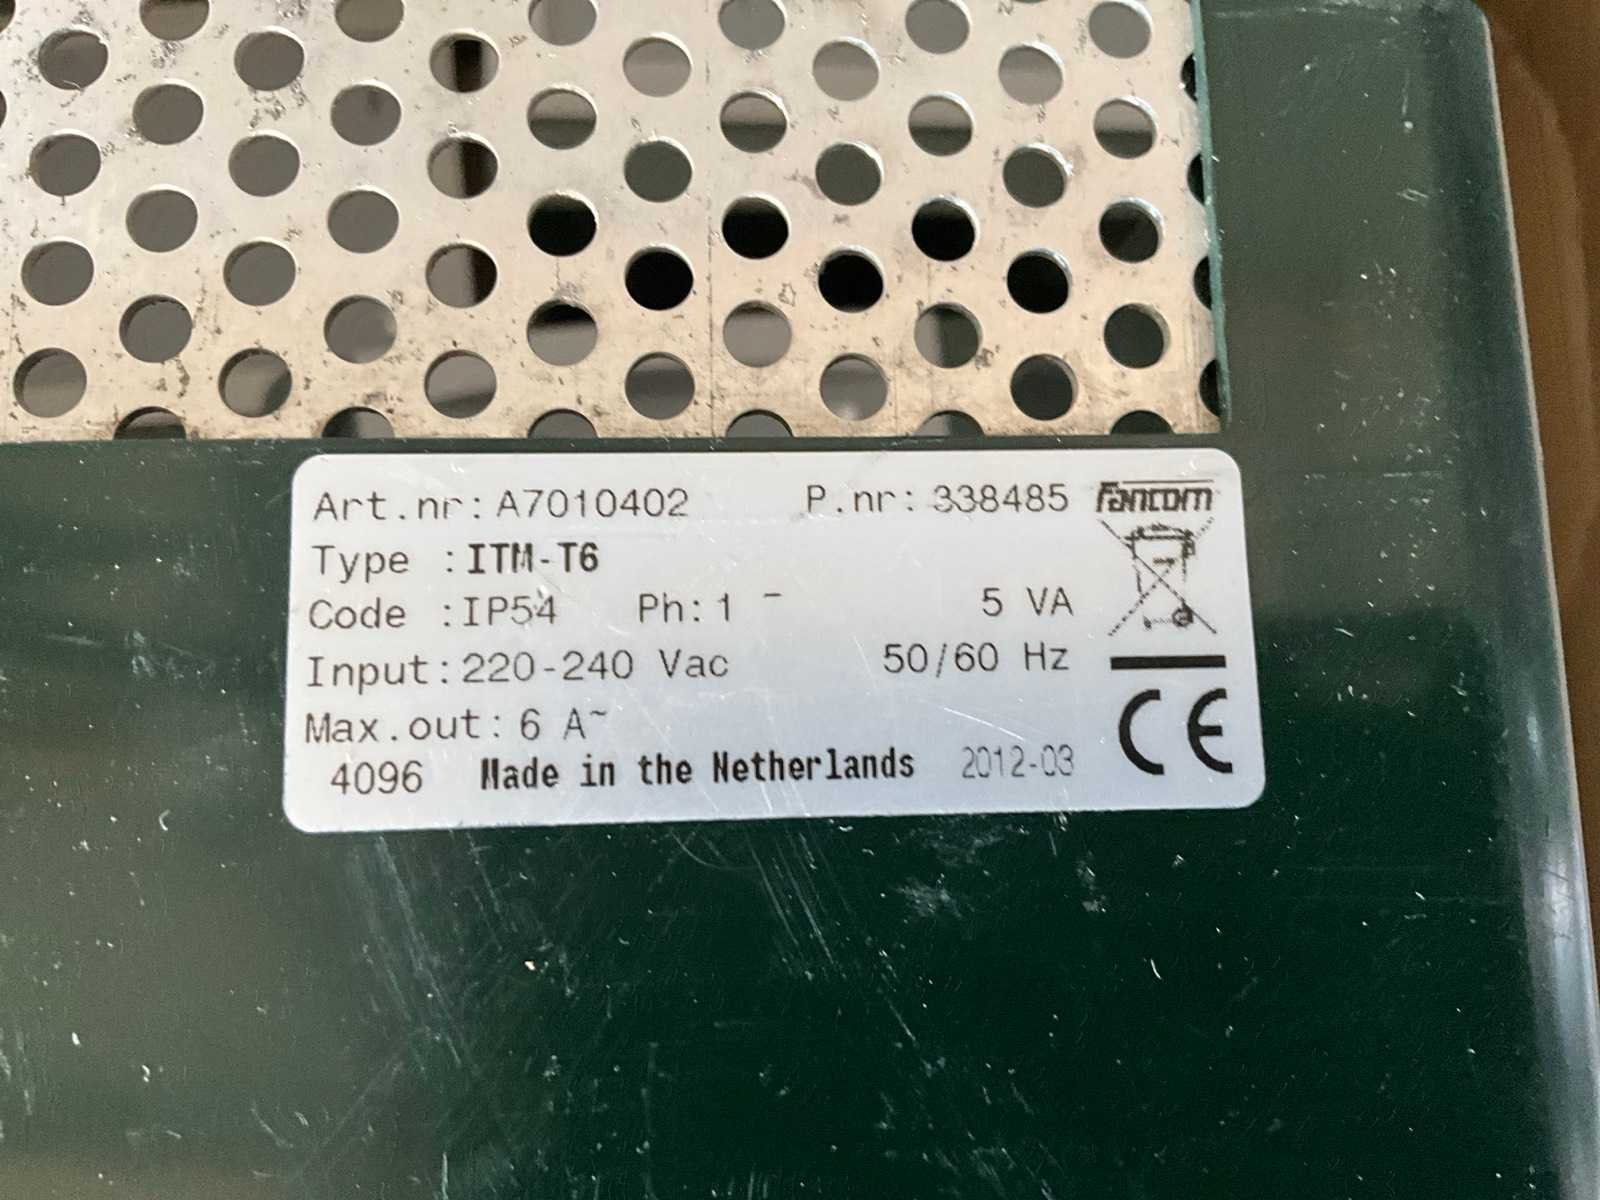 Art.nr: A7010402 P.nr: 338485 Fancom
Type : ITM-T6
Code : IP54 Ph: 1 ~ 5 VA
Input: 220-240 Vac 50/60 Hz
Max.out: 6 A~
4096 Made in the Netherlands 2012-03 CE